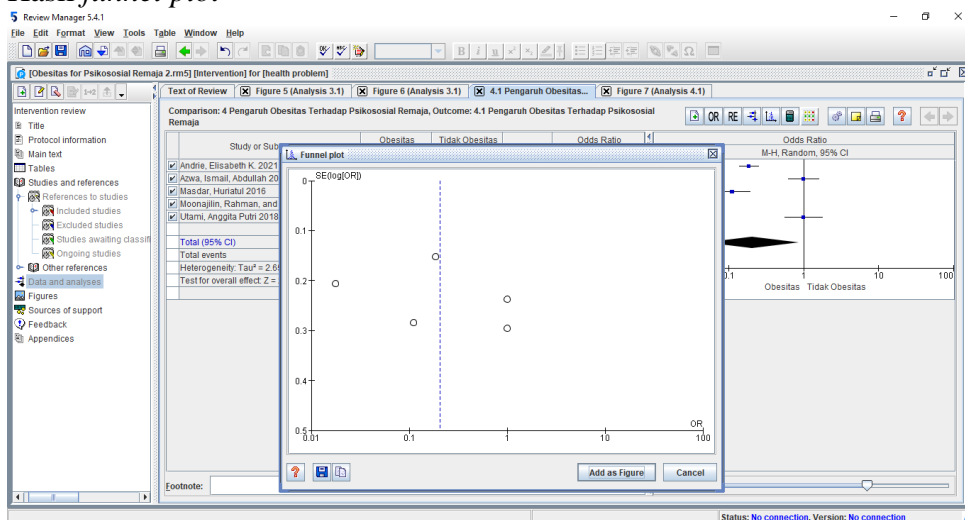 Hasil funnel plot
5 Review Manager 5.4.1
File Edit Format View Tools Table Window Help
[Obesitas for Psikososial Remaja 2.rm5] [Intervention] for [health problem]
Text of Review
Figure 5 (Analysis 3.1)
Figure 6 (Analysis 3.1)
4.1 Pengaruh Obesitas...
Figure 7 (Analysis 4.1)
Intervention review
Title
Protocol information
Main text
Tables
Studies and references
References to studies
Included studies
Excluded studies
Studies awaiting classifi
Ongoing studies
Other references
Data and analyses
Figures
Sources of support
Feedback
Appendices
Comparison: 4 Pengaruh Obesitas Terhadap Psikososial Remaja, Outcome: 4.1 Pengaruh Obesitas Terhadap Psikososial
Remaja
OR RE
Obesitas Tidak Obesitas Odds Ratio Odds Ratio
Study or Sub
M-H, Random, 95% CI
Andrie, Elisabeth K. 2021
Azwa, Ismail, Abdullah 20
Masdar, Huriatul 2016
Moonajilin, Rahman, and
Utami, Anggita Putri 2018
Total (95% CI)
Total events
Heterogeneity: Tau² = 2.6
Test for overall effect: Z =
0.1 1 10 100
Obesitas Tidak Obesitas
Funnel plot
SE(log[OR])
0
0.1
0.2
0.3
0.4
0.5
OR
0.01 0.1 1 10 100
Add as Figure
Cancel
Footnote:
Status: No connection. Version: No connection